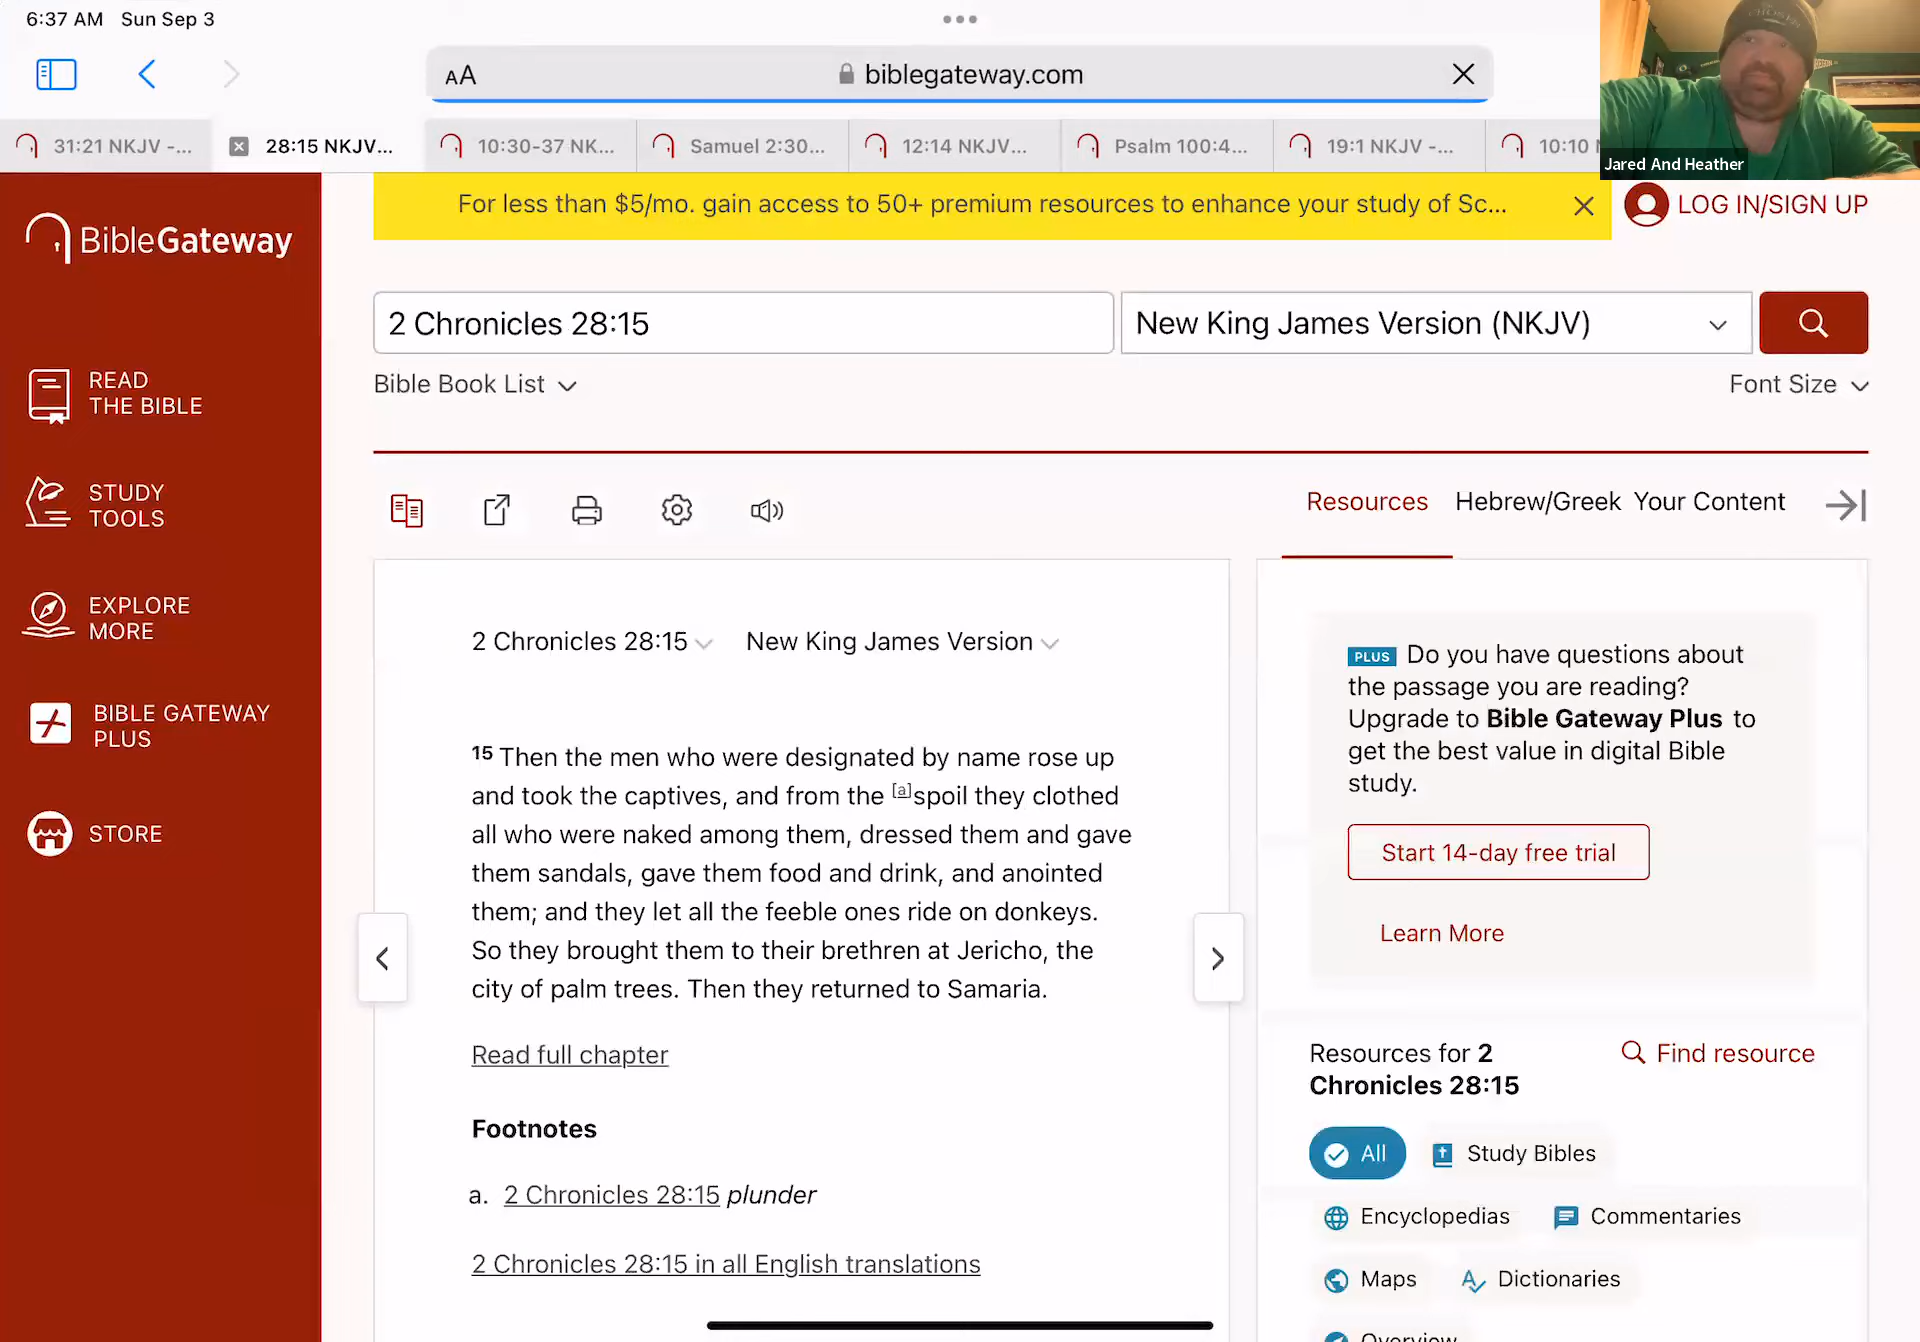 6:37 AM Sun Sep 3
AA biblegateway.com
31:21 NKJV -... 28:15 NKJV... 10:30-37 NK... Samuel 2:30... 12:14 NKJV... Psalm 100:4... 19:1 NKJV -... 10:10
CHOSEN
Jared And Heather
For less than $5/mo. gain access to 50+ premium resources to enhance your study of Sc...
LOG IN/SIGN UP
BibleGateway
2 Chronicles 28:15
New King James Version (NKJV)
Bible Book List
Font Size
READ
THE BIBLE
STUDY
TOOLS
EXPLORE
MORE
BIBLE GATEWAY
PLUS
STORE
Resources Hebrew/Greek Your Content
2 Chronicles 28:15 New King James Version
15 Then the men who were designated by name rose up
and took the captives, and from the [a]spoil they clothed
all who were naked among them, dressed them and gave
them sandals, gave them food and drink, and anointed
them; and they let all the feeble ones ride on donkeys.
So they brought them to their brethren at Jericho, the
city of palm trees. Then they returned to Samaria.
Read full chapter
Footnotes
a. 2 Chronicles 28:15 plunder
2 Chronicles 28:15 in all English translations
PLUS Do you have questions about
the passage you are reading?
Upgrade to Bible Gateway Plus to
get the best value in digital Bible
study.
Start 14-day free trial
Learn More
Resources for 2
Chronicles 28:15
Find resource
All Study Bibles
Encyclopedias Commentaries
Maps Dictionaries
Overview